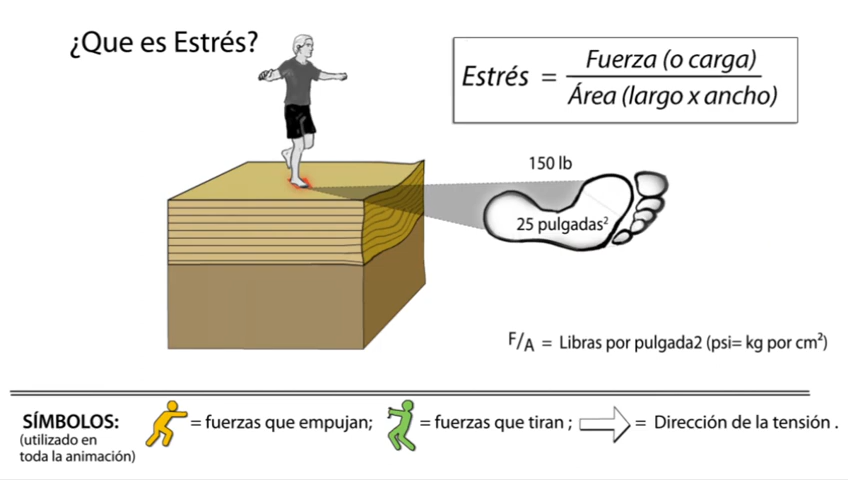 ¿Que es Estrés?
Estrés = Fuerza (o carga)
Área (largo x ancho)
150 lb
25 pulgadas²
F/A = Libras por pulgada2 (psi= kg por cm²)
SÍMBOLOS:
(utilizado en
toda la animación)
= fuerzas que empujan;
= fuerzas que tiran ;
= Dirección de la tensión .